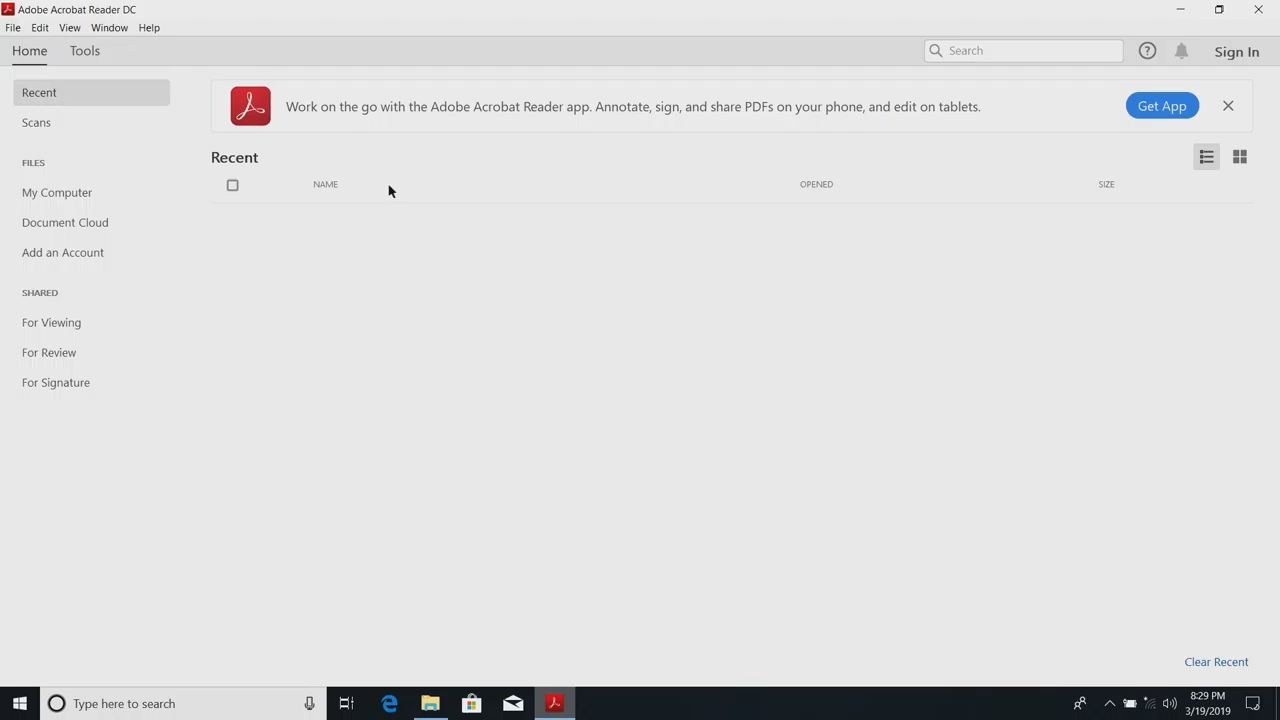 Adobe Acrobat Reader DC
File Edit View Window Help
Home Tools Search Sign In
Recent
Scans
FILES
My Computer
Document Cloud
Add an Account
SHARED
For Viewing
For Review
For Signature
Work on the go with the Adobe Acrobat Reader app. Annotate, sign, and share PDFs on your phone, and edit on tablets. Get App
Recent
NAME OPENED SIZE
Clear Recent
Type here to search
8:29 PM
3/19/2019